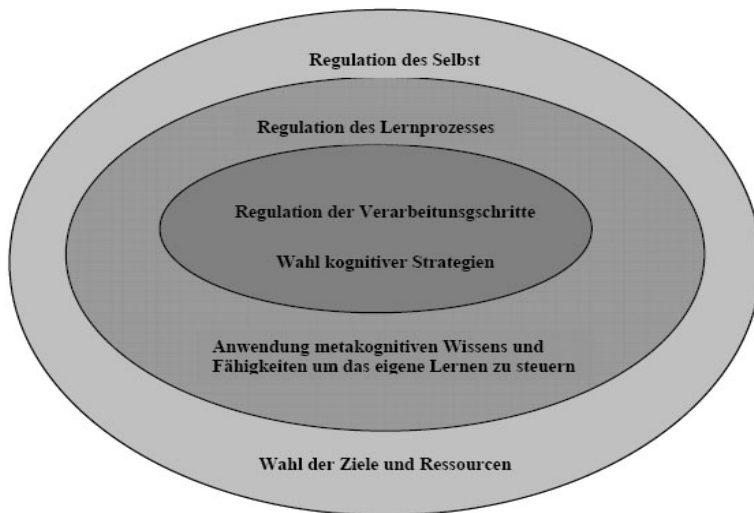 Regulation des Selbst
Regulation des Lernprozesses
Regulation der Verarbeitunsgschritte
Wahl kognitiver Strategien
Anwendung metakognitiven Wissens und
Fähigkeiten um das eigene Lernen zu steuern
Wahl der Ziele und Ressourcen